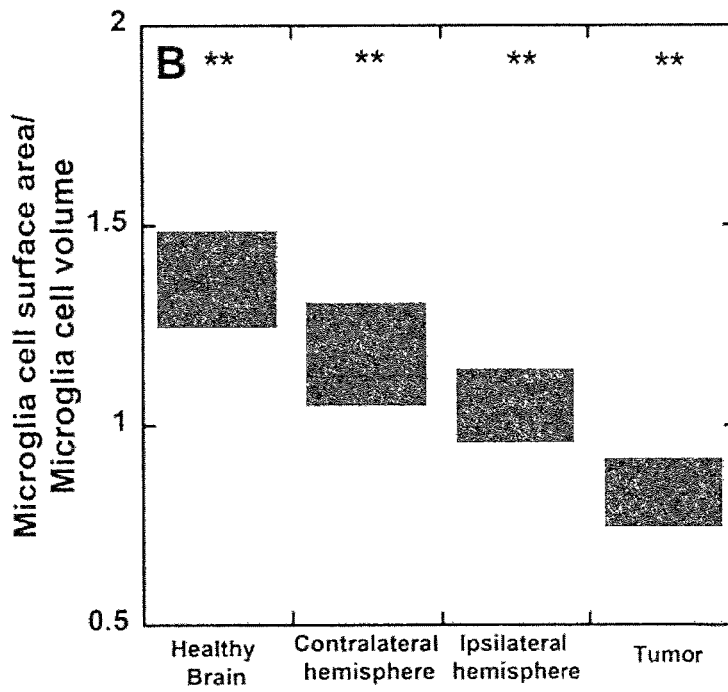 2
B ** ** ** **
Microglia cell surface area/
Microglia cell volume
1.5
1
0.5
Healthy Brain
Contralateral hemisphere
Ipsilateral hemisphere
Tumor